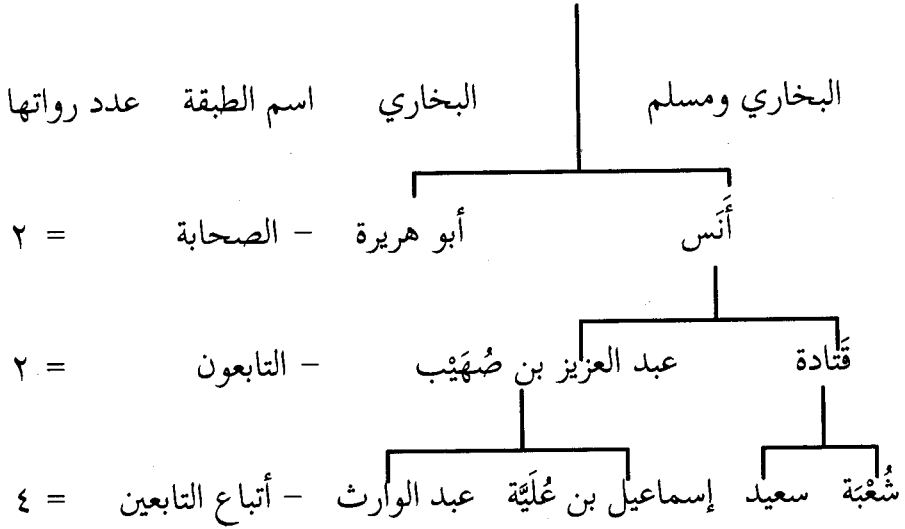 البخاري ومسلم البخاري اسم الطبقة عدد رواتها
أَنَس أبو هريرة – الصحابة = ٢
قَتادة عبد العزيز بن صُهَيْب – التابعون = ٢
شُعْبَة سعيد إسماعيل بن عُلَيَّة عبد الوارث – أتباع التابعين = ٤